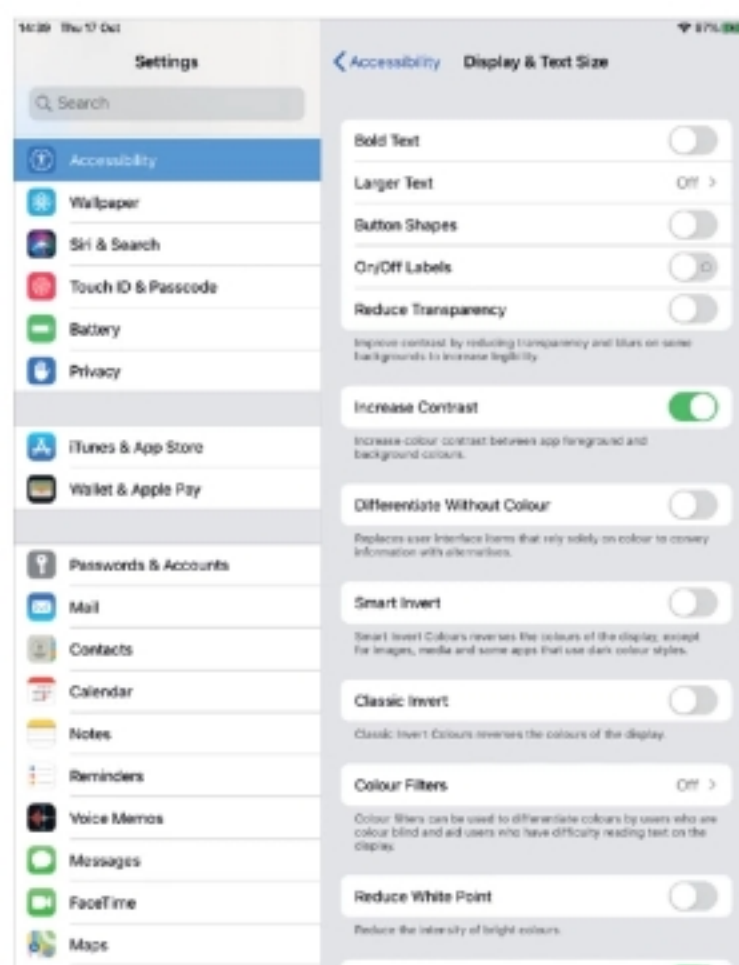 14:39 Thu 17 Oct
87%
Settings
Search
Accessibility
Wallpaper
Siri & Search
Touch ID & Passcode
Battery
Privacy
iTunes & App Store
Wallet & Apple Pay
Passwords & Accounts
Mail
Contacts
Calendar
Notes
Reminders
Voice Memos
Messages
FaceTime
Maps
Accessibility Display & Text Size
Bold Text
Larger Text Off
Button Shapes
On/Off Labels
Reduce Transparency
Improve contrast by reducing transparency and blurs on some
backgrounds to increase legibility.
Increase Contrast
Increase colour contrast between app foreground and
background colours.
Differentiate Without Colour
Replaces user interface items that rely solely on colour to convey
information with alternatives.
Smart Invert
Smart Invert Colours reverses the colours of the display, except
for images, media and some apps that use dark colour styles.
Classic Invert
Classic Invert Colours reverses the colours of the display.
Colour Filters Off
Colour filters can be used to differentiate colours by users who are
colour blind and aid users who have difficulty reading text on the
display.
Reduce White Point
Reduce the intensity of bright colours.